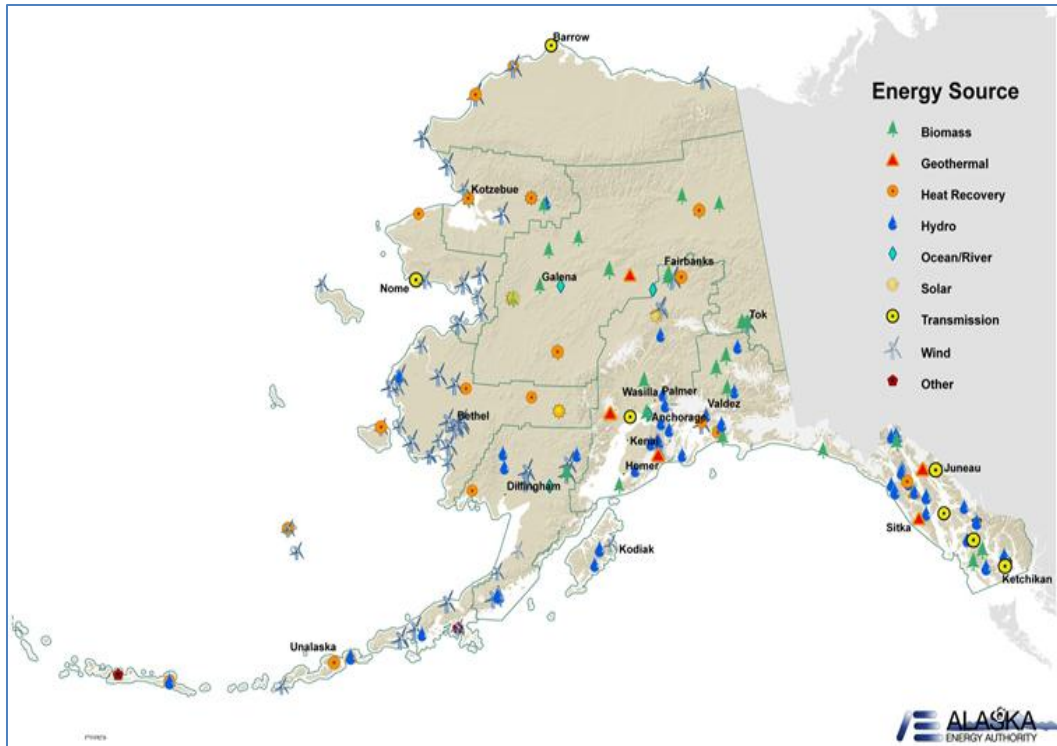 Barrow
Energy Source
Biomass
Geothermal
Heat Recovery
Hydro
Ocean/River
Solar
Transmission
Wind
Other
Kotzebue
Nome
Galena
Fairbanks
Tok
Wasilla
Palmer
Bethel
Anchorage
Valdez
Kenai
Homer
Dillingham
Juneau
Sitka
Kodiak
Ketchikan
Unalaska
ALASKA
ENERGY AUTHORITY